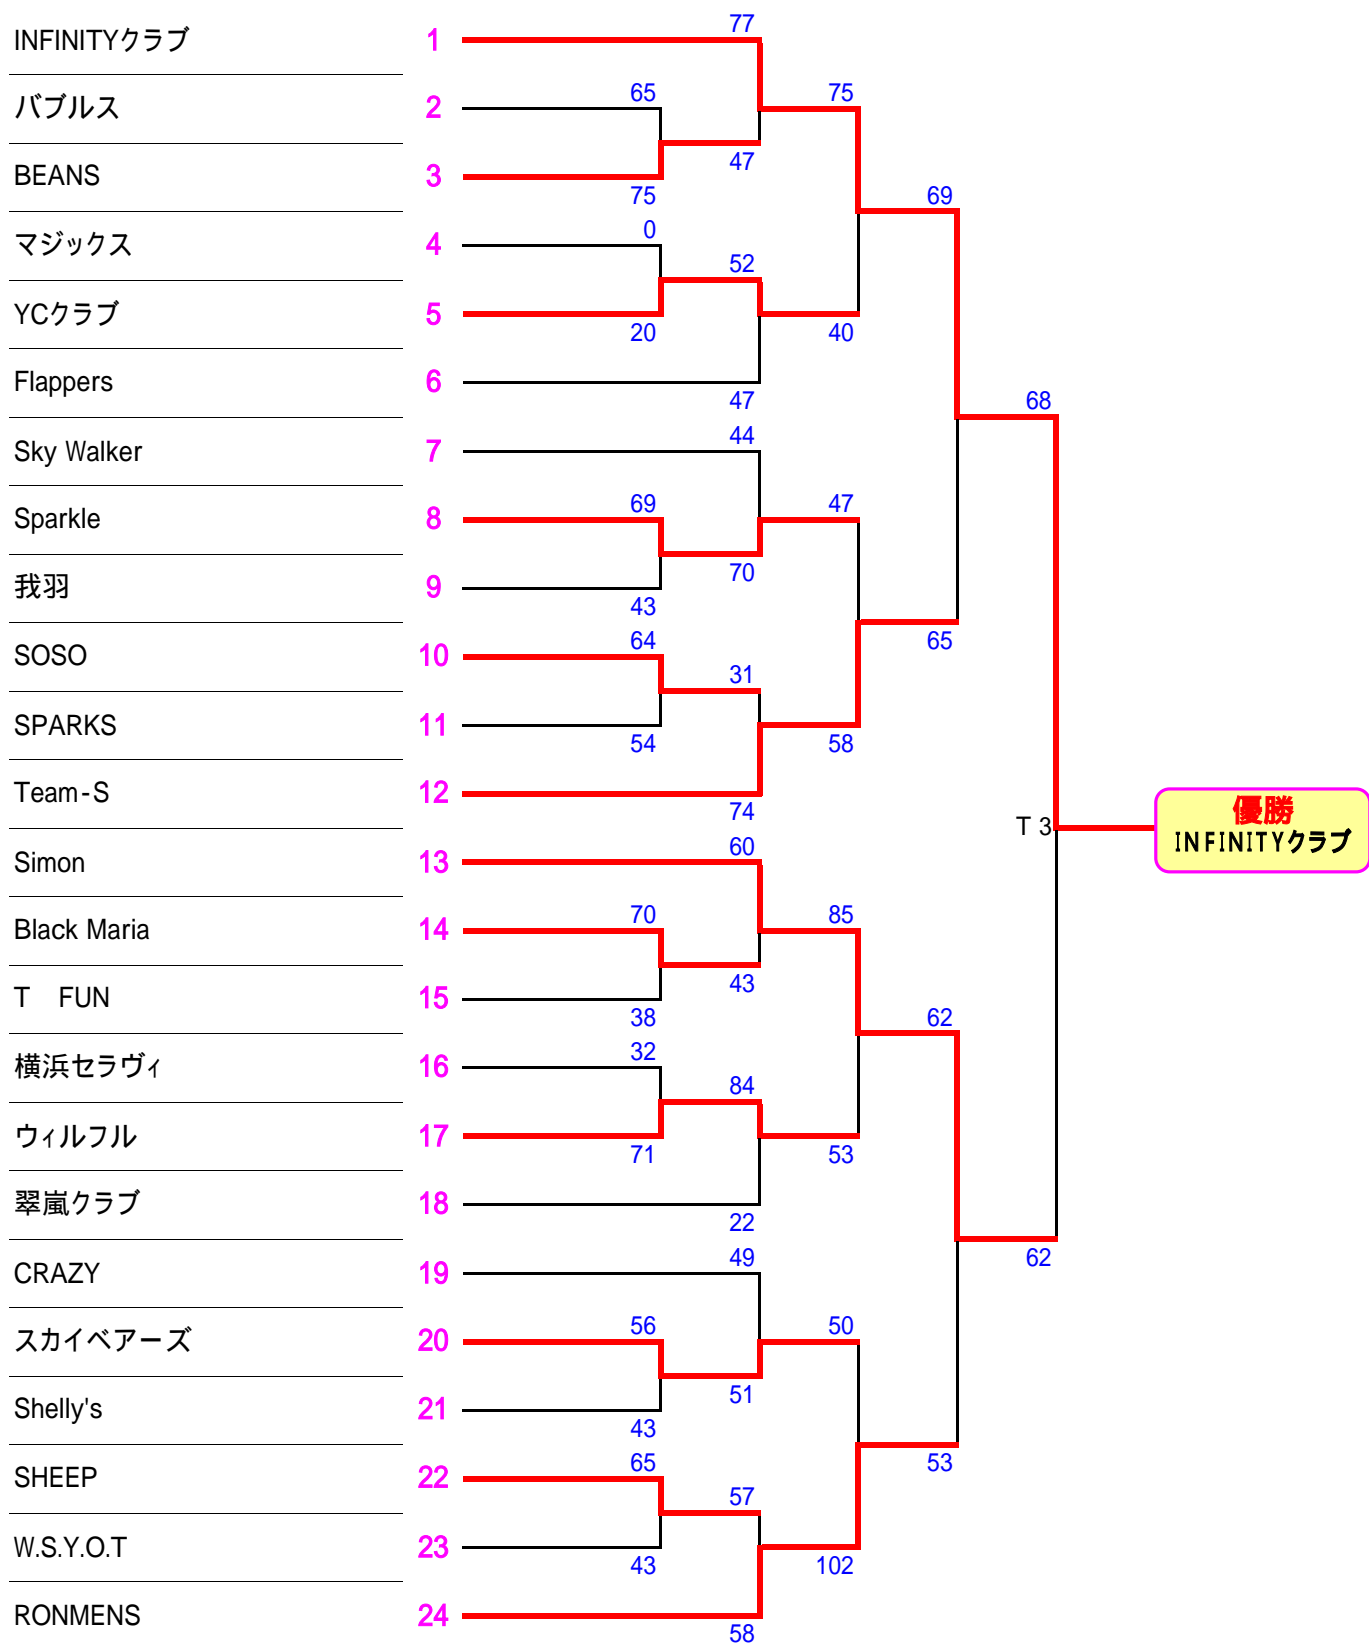 77
INFINITYクラブ 1
65 75
バブルス 2
47
BEANS 3
75 69
0
マジックス 4
52
YCクラブ 5
20 40
Flappers 6
47 68
44
Sky Walker 7
69 47
Sparkle 8
70
我羽 9
43
64 65
SOSO 10
31
SPARKS 11
54 58
Team-S 12
74
優勝
T 3
INFINITYクラブ
60
Simon 13
70 85
Black Maria 14
43
T FUN 15
38 62
32
横浜セラヴィ 16
84
ウィルフル 17
71 53
翠嵐クラブ 18
22
49 62
CRAZY 19
56 50
スカイベアーズ 20
51
Shelly's 21
43
65 53
SHEEP 22
57
W.S.Y.O.T 23
43 102
RONMENS 24
58